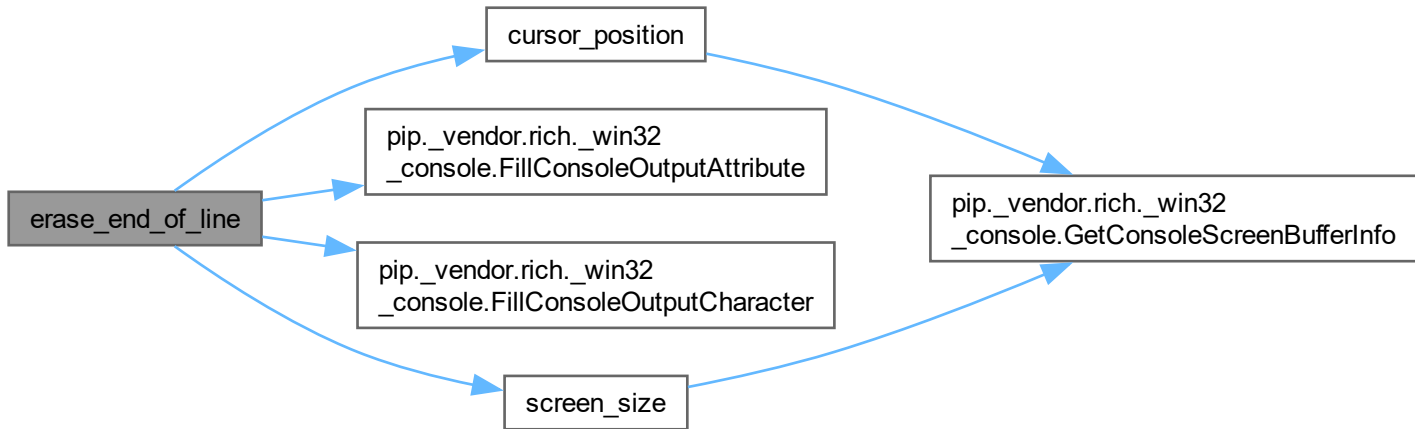 cursor_position
pip._vendor.rich._win32
_console.FillConsoleOutputAttribute
erase_end_of_line
pip._vendor.rich._win32
_console.GetConsoleScreenBufferInfo
pip._vendor.rich._win32
_console.FillConsoleOutputCharacter
screen_size